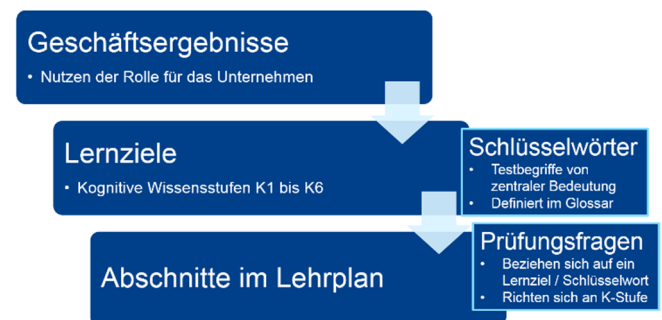 Geschäftsergebnisse
• Nutzen der Rolle für das Unternehmen
Lernziele
• Kognitive Wissensstufen K1 bis K6
Schlüsselwörter
• Testbegriffe von
zentraler Bedeutung
• Definiert im Glossar
Abschnitte im Lehrplan
Prüfungsfragen
• Beziehen sich auf ein
Lernziel / Schlüsselwort
• Richten sich an K-Stufe